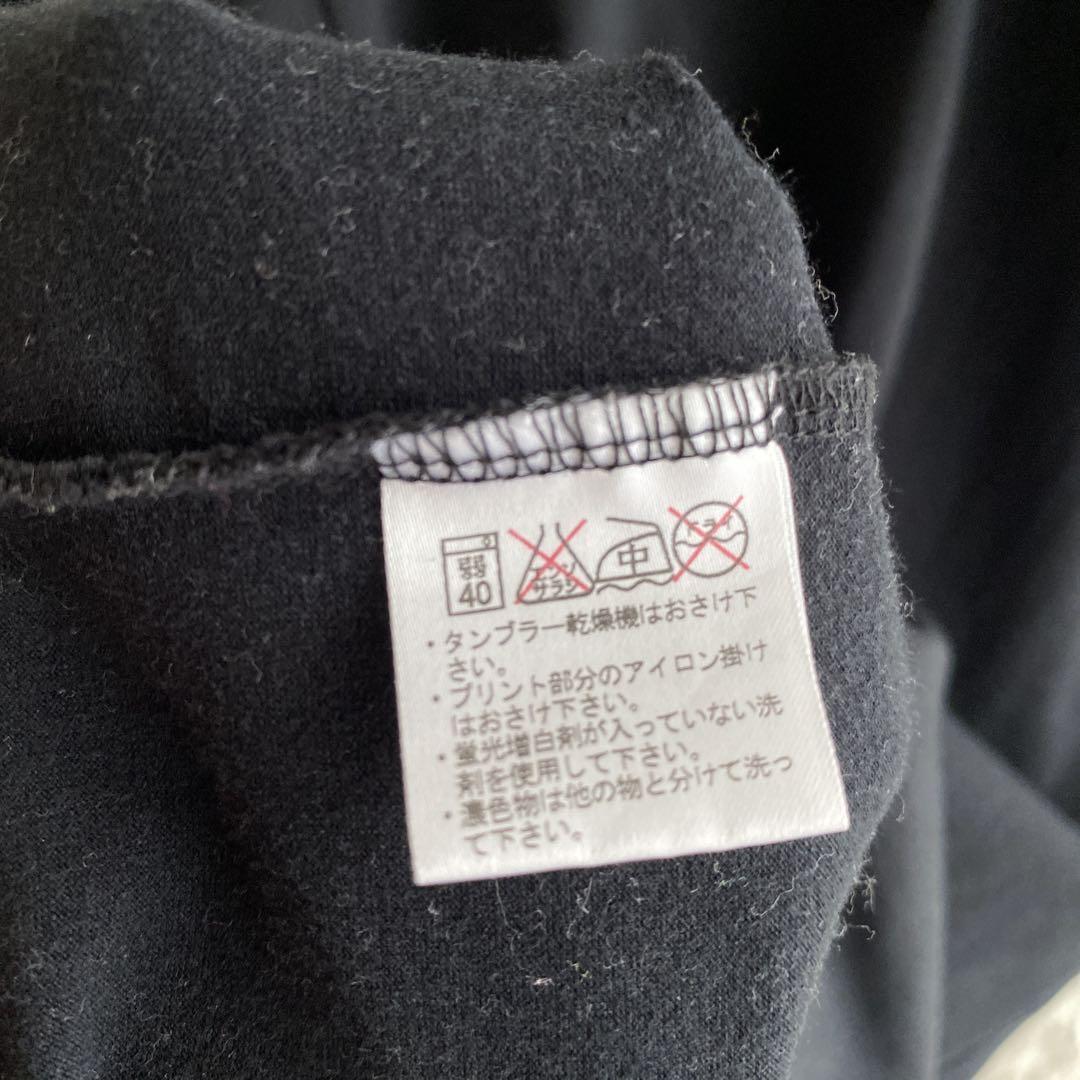 弱 エンソ 中 ドライ
40 サラシ
・タンブラー乾燥機はおさけ下
さい。
・プリント部分のアイロン掛け
はおさけ下さい。
・蛍光増白剤が入っていない洗
剤を使用して下さい。
・濃色物は他の物と分けて洗っ
て下さい。